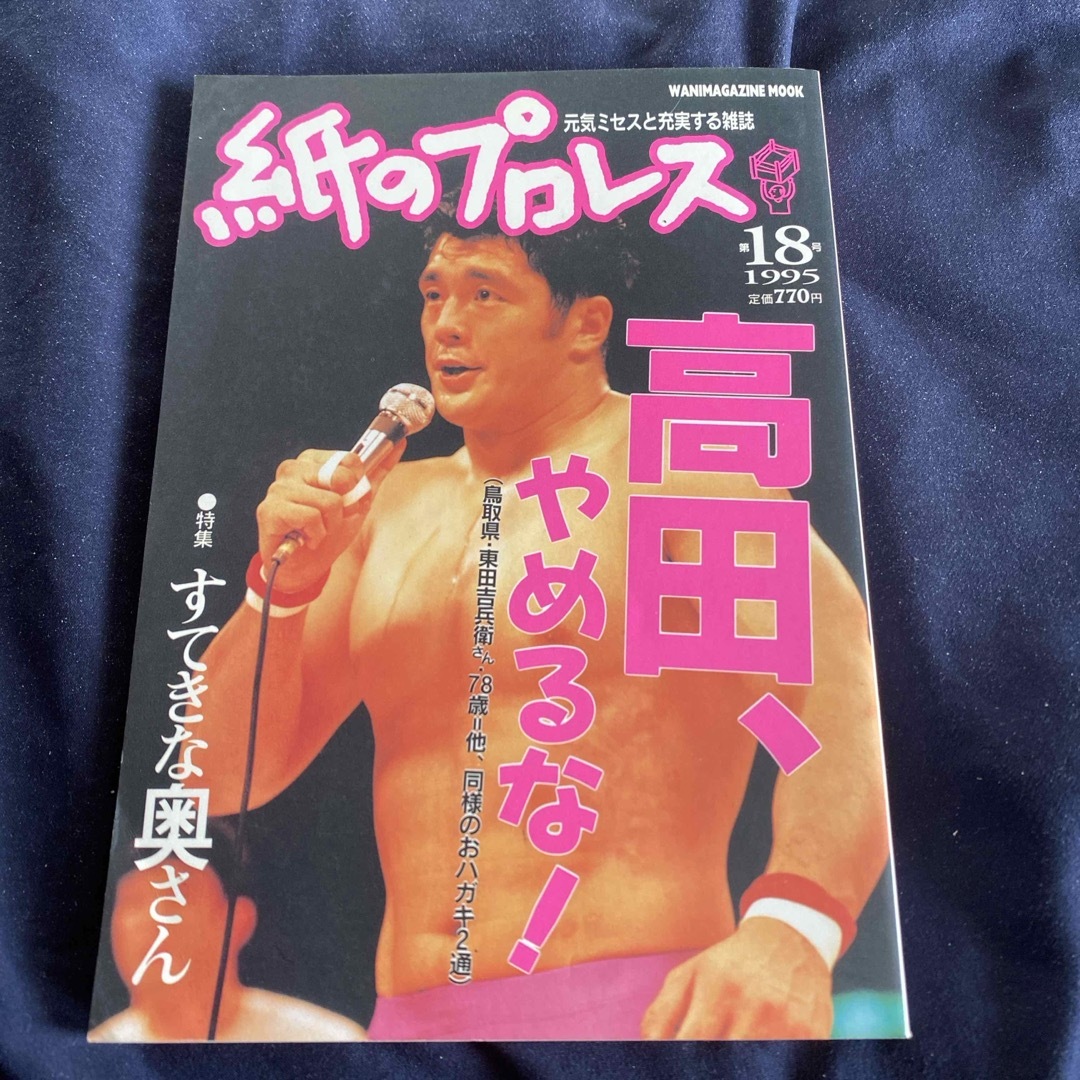 WANIMAGAZINE MOOK
元気ミセスと充実する雑誌
紙のプロレス
第18号
1995
定価770円
高田、
やめるな!
(鳥取県・東田吉兵衛さん・78歳=他、同様のおハガキ2通)
●特集
すてきな奥さん